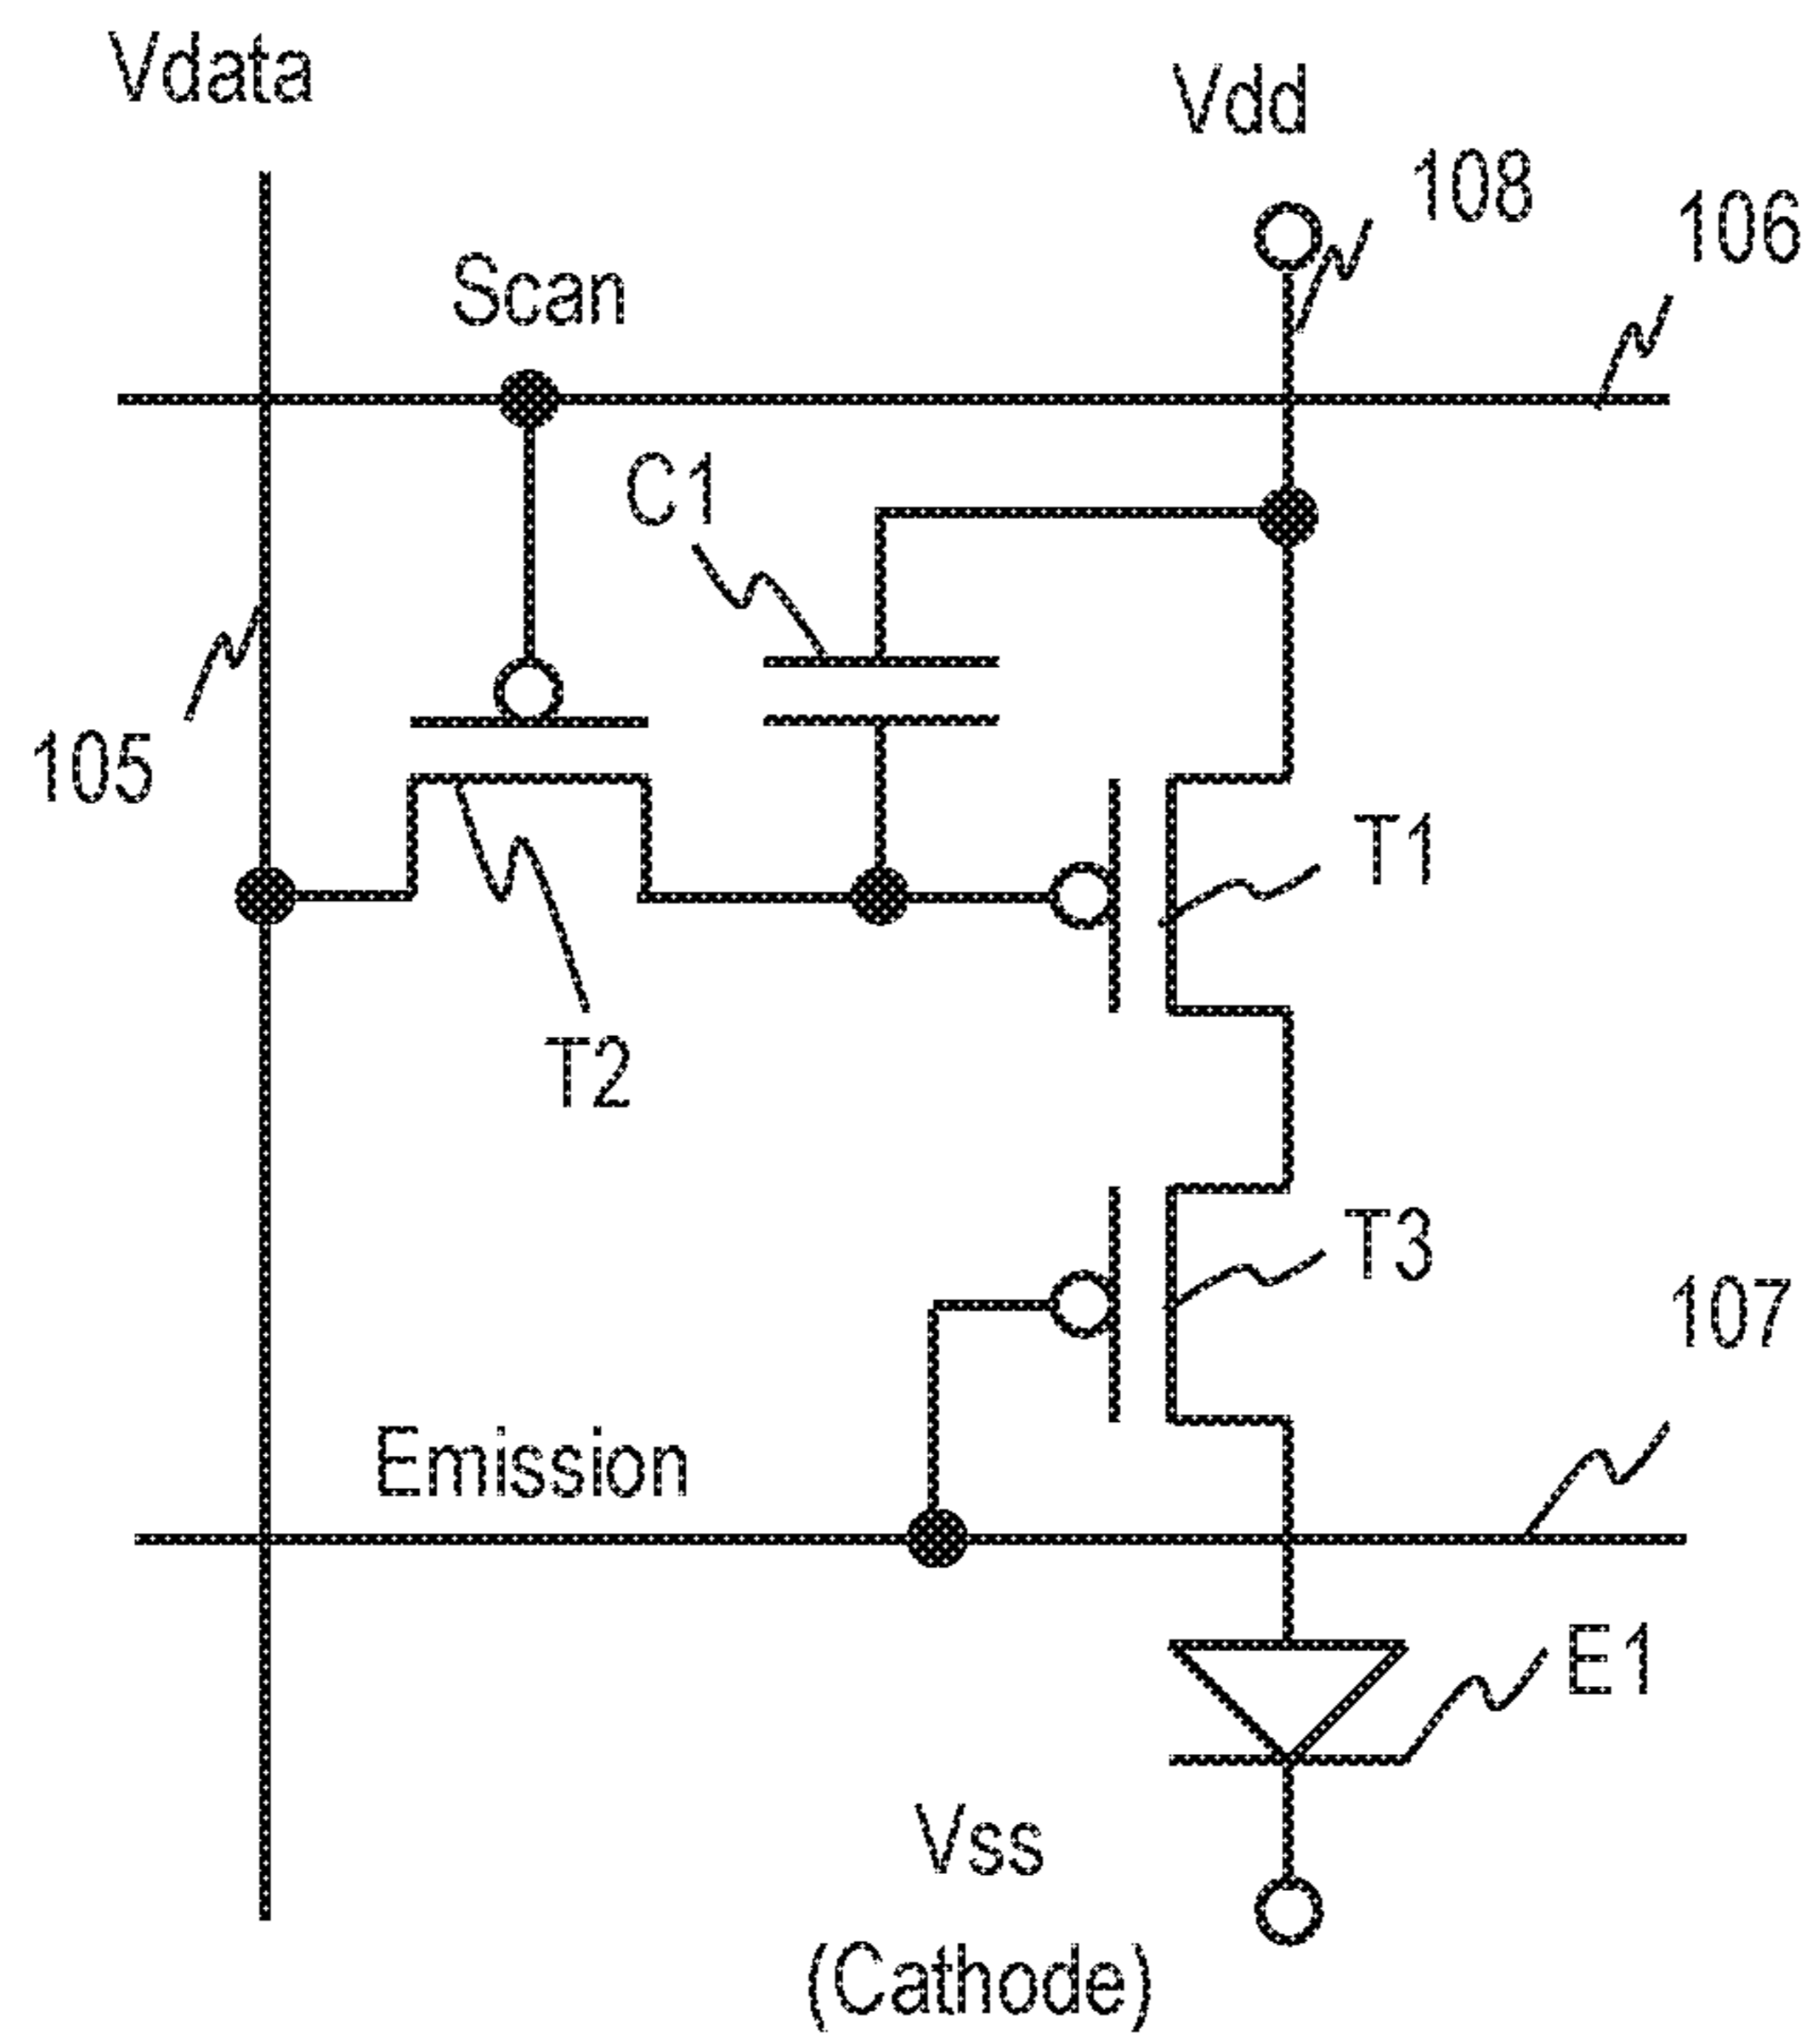 Vdata
Vdd
108
106
Scan
C1
105
T1
T2
T3
107
Emission
E1
Vss
(Cathode)